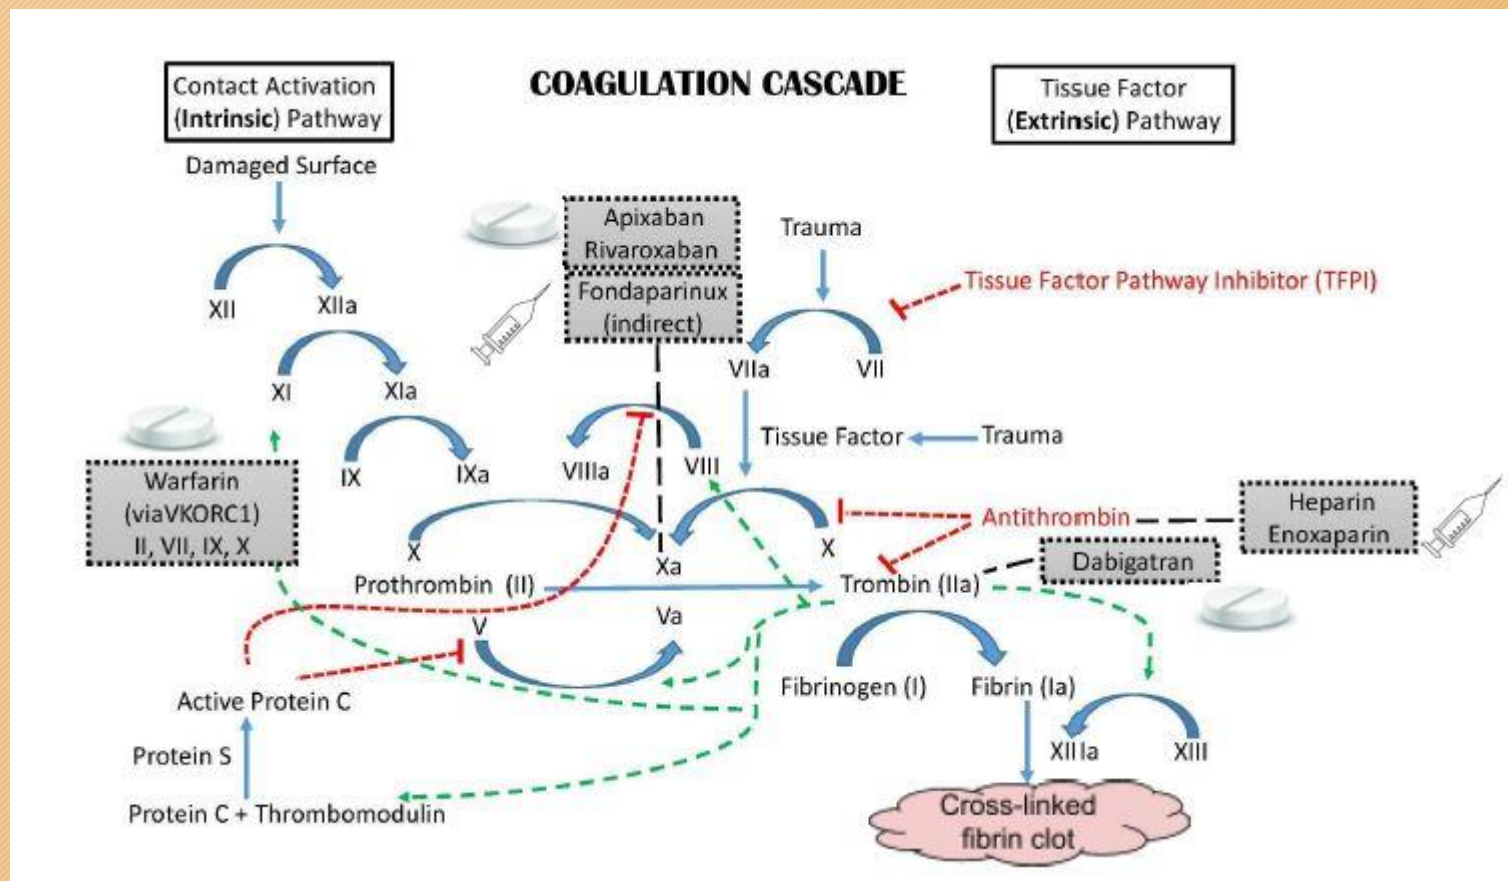 COAGULATION CASCADE
Contact Activation
(Intrinsic) Pathway
Damaged Surface
XII
XIIa
XI
XIa
IX
IXa
Warfarin
(viaVKORC1)
II, VII, IX, X
Apixaban
Rivaroxaban
Fondaparinux
(indirect)
VIIIa
VIII
X
Xa
Prothrombin (II)
V
Va
Active Protein C
Protein S
Protein C + Thrombomodulin
Tissue Factor
(Extrinsic) Pathway
Trauma
Tissue Factor Pathway Inhibitor (TFPI)
VIIa
VII
Tissue Factor
Trauma
X
Antithrombin
Heparin
Enoxaparin
Dabigatran
Trombin (IIa)
Fibrinogen (I)
Fibrin (Ia)
XIIIa
XIII
Cross-linked
fibrin clot